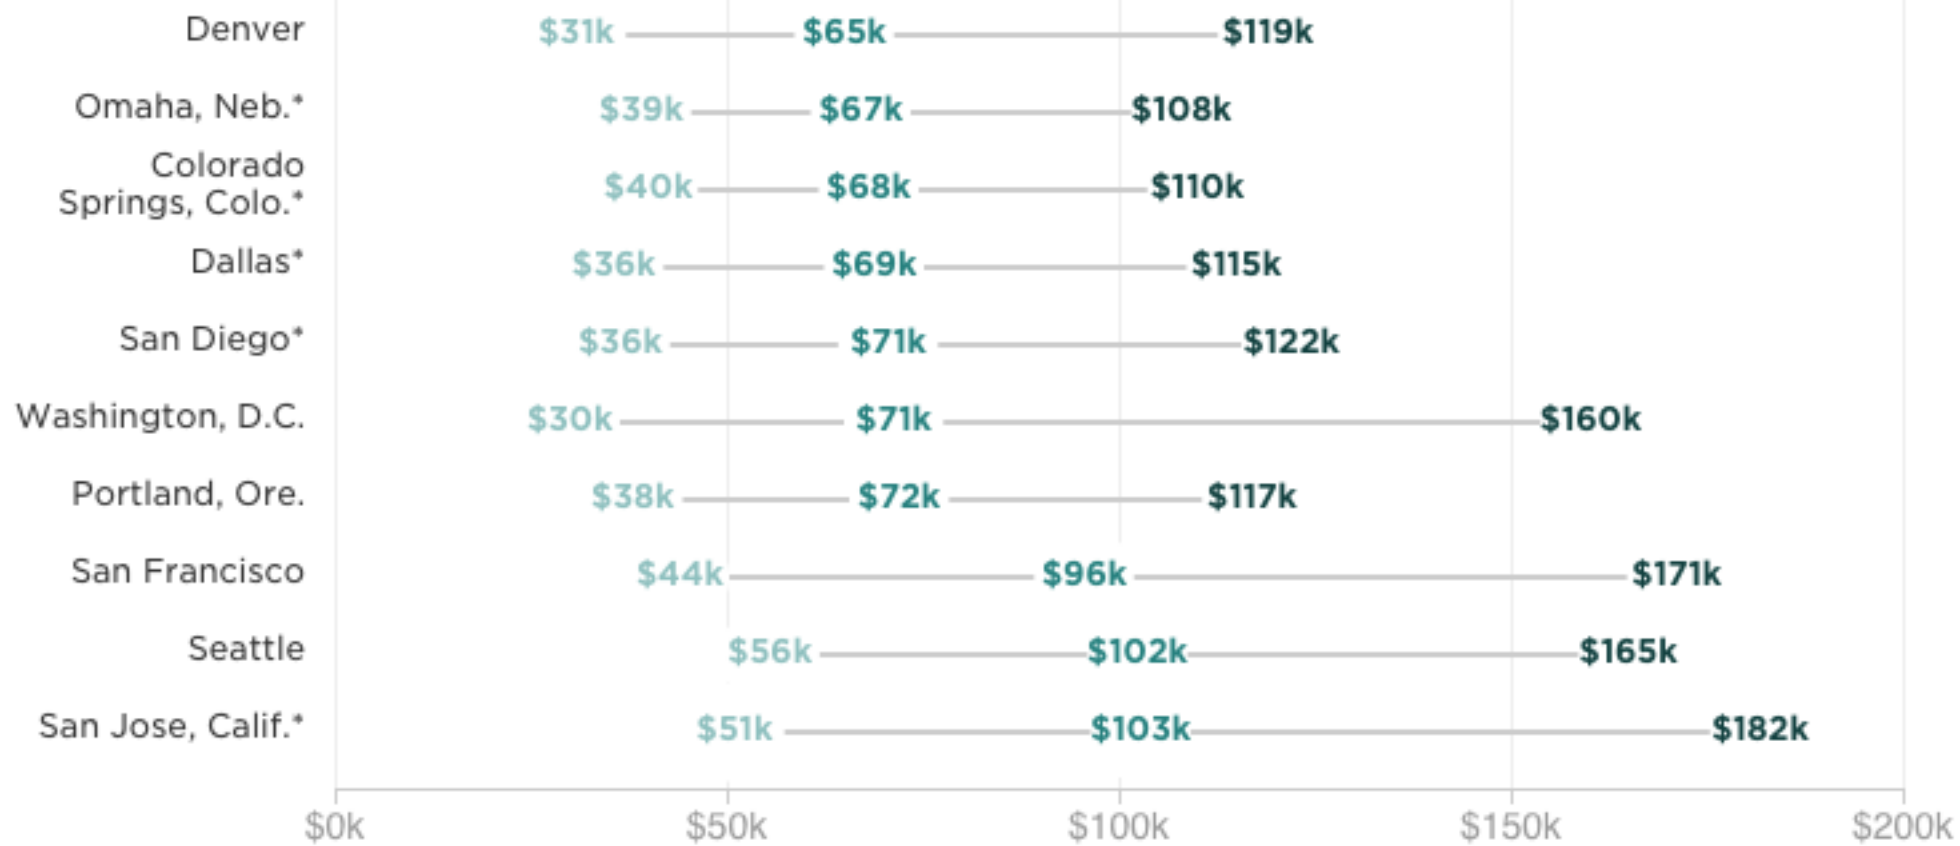 Denver $31k $65k $119k
Omaha, Neb.* $39k $67k $108k
Colorado
Springs, Colo.* $40k $68k $110k
Dallas* $36k $69k $115k
San Diego* $36k $71k $122k
Washington, D.C. $30k $71k $160k
Portland, Ore. $38k $72k $117k
San Francisco $44k $96k $171k
Seattle $56k $102k $165k
San Jose, Calif.* $51k $103k $182k
$0k $50k $100k $150k $200k